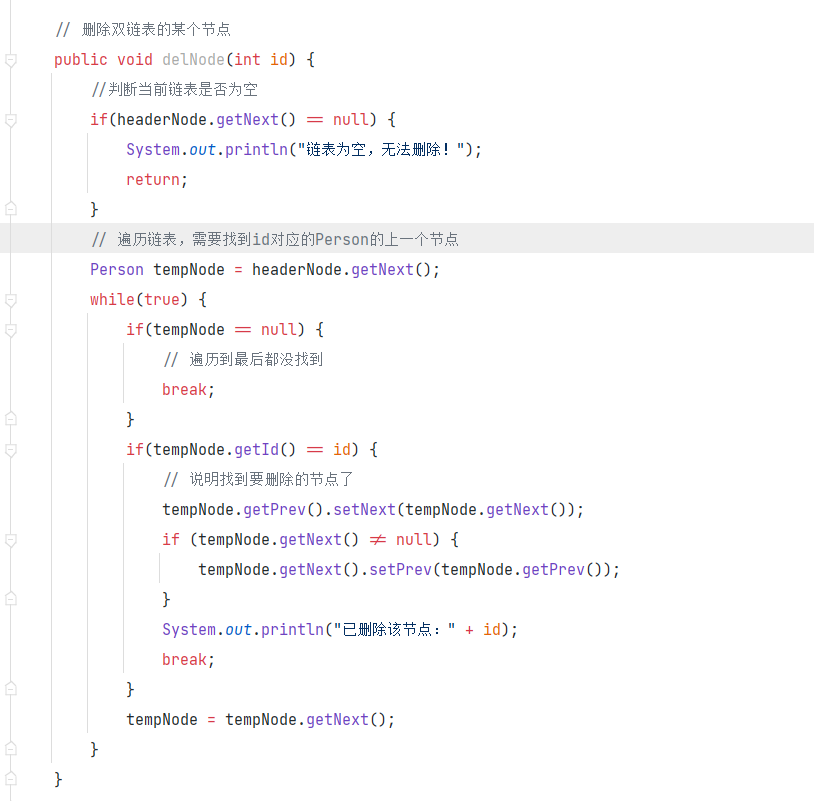 // 删除双链表的某个节点
public void delNode(int id) {
//判断当前链表是否为空
if(headerNode.getNext() == null) {
System.out.println("链表为空，无法删除！");
return;
}
// 遍历链表，需要找到id对应的Person的上一个节点
Person tempNode = headerNode.getNext();
while(true) {
if(tempNode == null) {
// 遍历到最后都没找到
break;
}
if(tempNode.getId() == id) {
// 说明找到要删除的节点了
tempNode.getPrev().setNext(tempNode.getNext());
if (tempNode.getNext() != null) {
tempNode.getNext().setPrev(tempNode.getPrev());
}
System.out.println("已删除该节点：" + id);
break;
}
tempNode = tempNode.getNext();
}
}